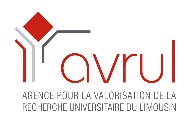 avrul
AGENCE POUR LA VALORISATION DE LA
RECHERCHE UNIVERSITAIRE DU LIMOUSIN